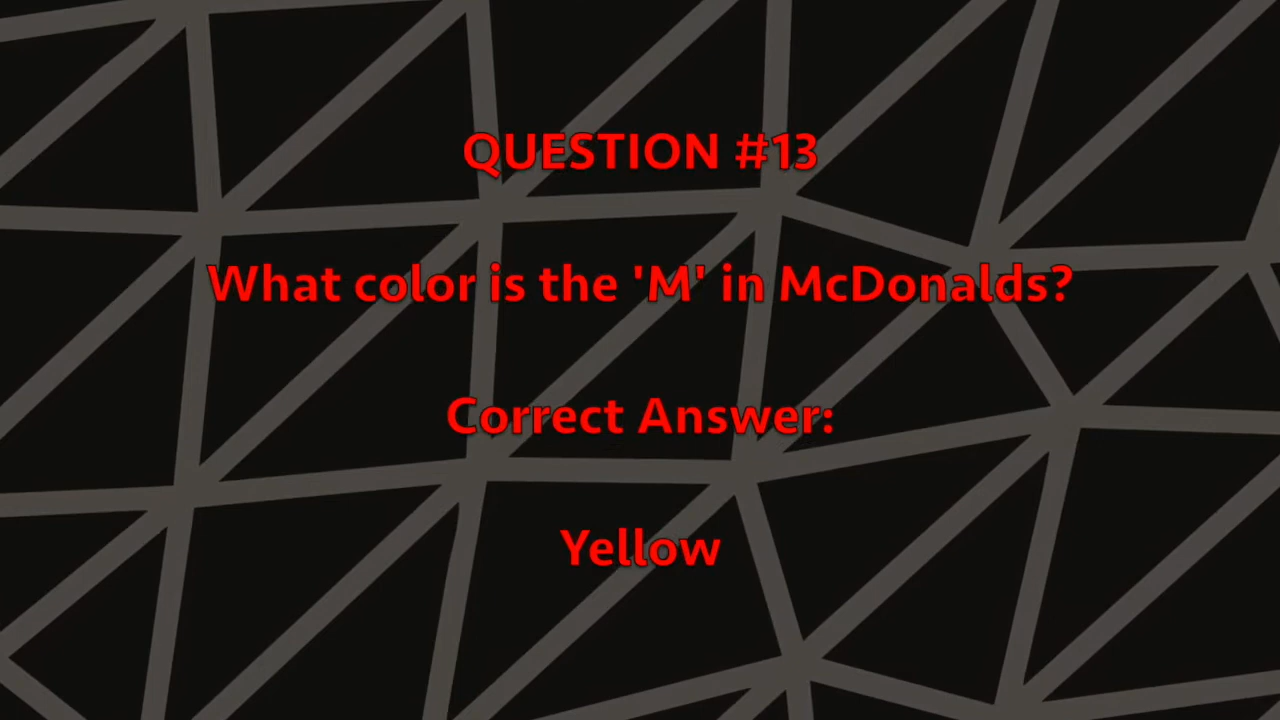 QUESTION #13
What color is the 'M' in McDonalds?
Correct Answer:
Yellow